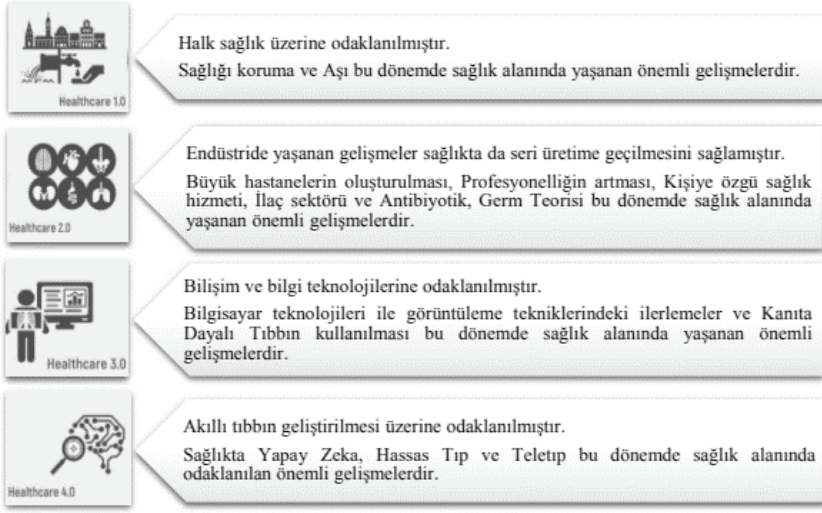 Healthcare 1.0
Halk sağlık üzerine odaklanılmıştır.
Sağlığı koruma ve Aşı bu dönemde sağlık alanında yaşanan önemli gelişmelerdir.
Healthcare 2.0
Endüstride yaşanan gelişmeler sağlıkta da seri üretime geçilmesini sağlamıştır.
Büyük hastanelerin oluşturulması, Profesyonelliğin artması, Kişiye özgü sağlık
hizmeti, İlaç sektörü ve Antibiyotik, Germ Teorisi bu dönemde sağlık alanında
yaşanan önemli gelişmelerdir.
Healthcare 3.0
Bilişim ve bilgi teknolojilerine odaklanılmıştır.
Bilgisayar teknolojileri ile görüntüleme tekniklerindeki ilerlemeler ve Kanıta
Dayalı Tıbbın kullanılması bu dönemde sağlık alanında yaşanan önemli
gelişmelerdir.
Healthcare 4.0
Akıllı tıbbın geliştirilmesi üzerine odaklanılmıştır.
Sağlıkta Yapay Zeka, Hassas Tıp ve Teletıp bu dönemde sağlık alanında
odaklanılan önemli gelişmelerdir.